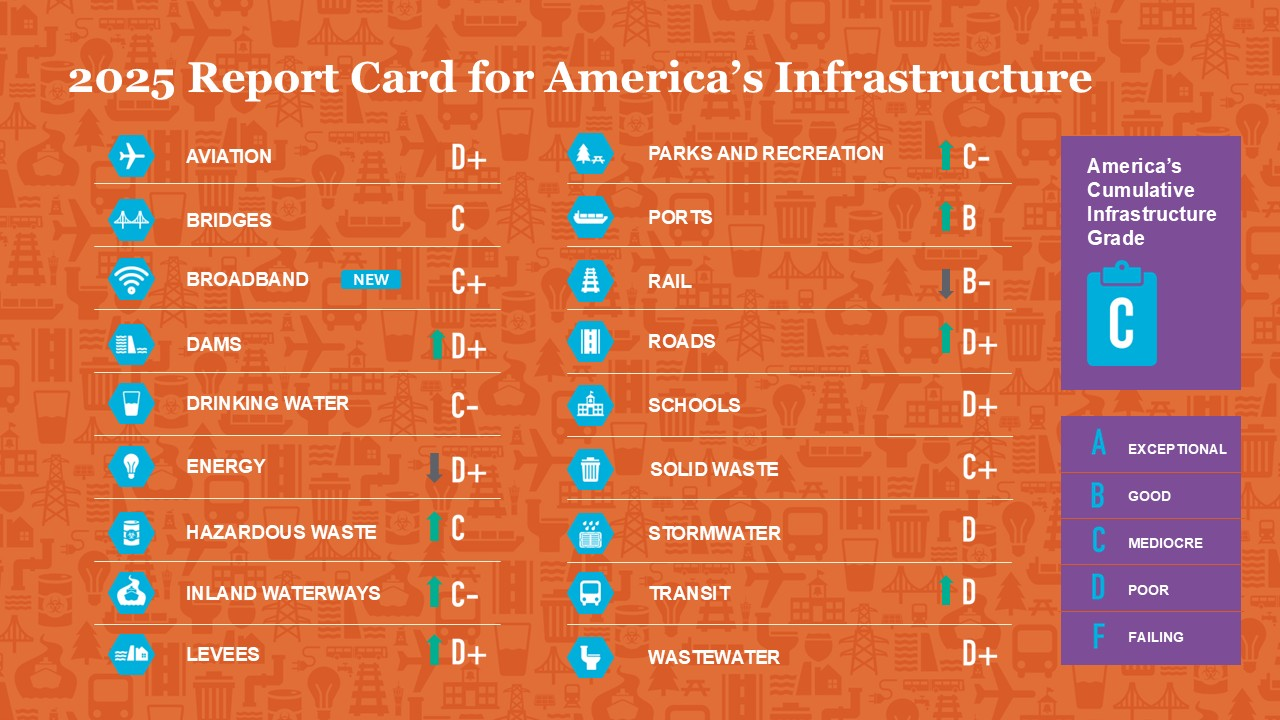 2025 Report Card for America’s Infrastructure
AVIATION D+
BRIDGES C
BROADBAND NEW C+
DAMS D+
DRINKING WATER C-
ENERGY D+
HAZARDOUS WASTE C
INLAND WATERWAYS C-
LEVEES D+
PARKS AND RECREATION C-
PORTS B
RAIL B-
ROADS D+
SCHOOLS D+
SOLID WASTE C+
STORMWATER D
TRANSIT D
WASTEWATER D+
America’s
Cumulative
Infrastructure
Grade
C
A EXCEPTIONAL
B GOOD
C MEDIOCRE
D POOR
F FAILING